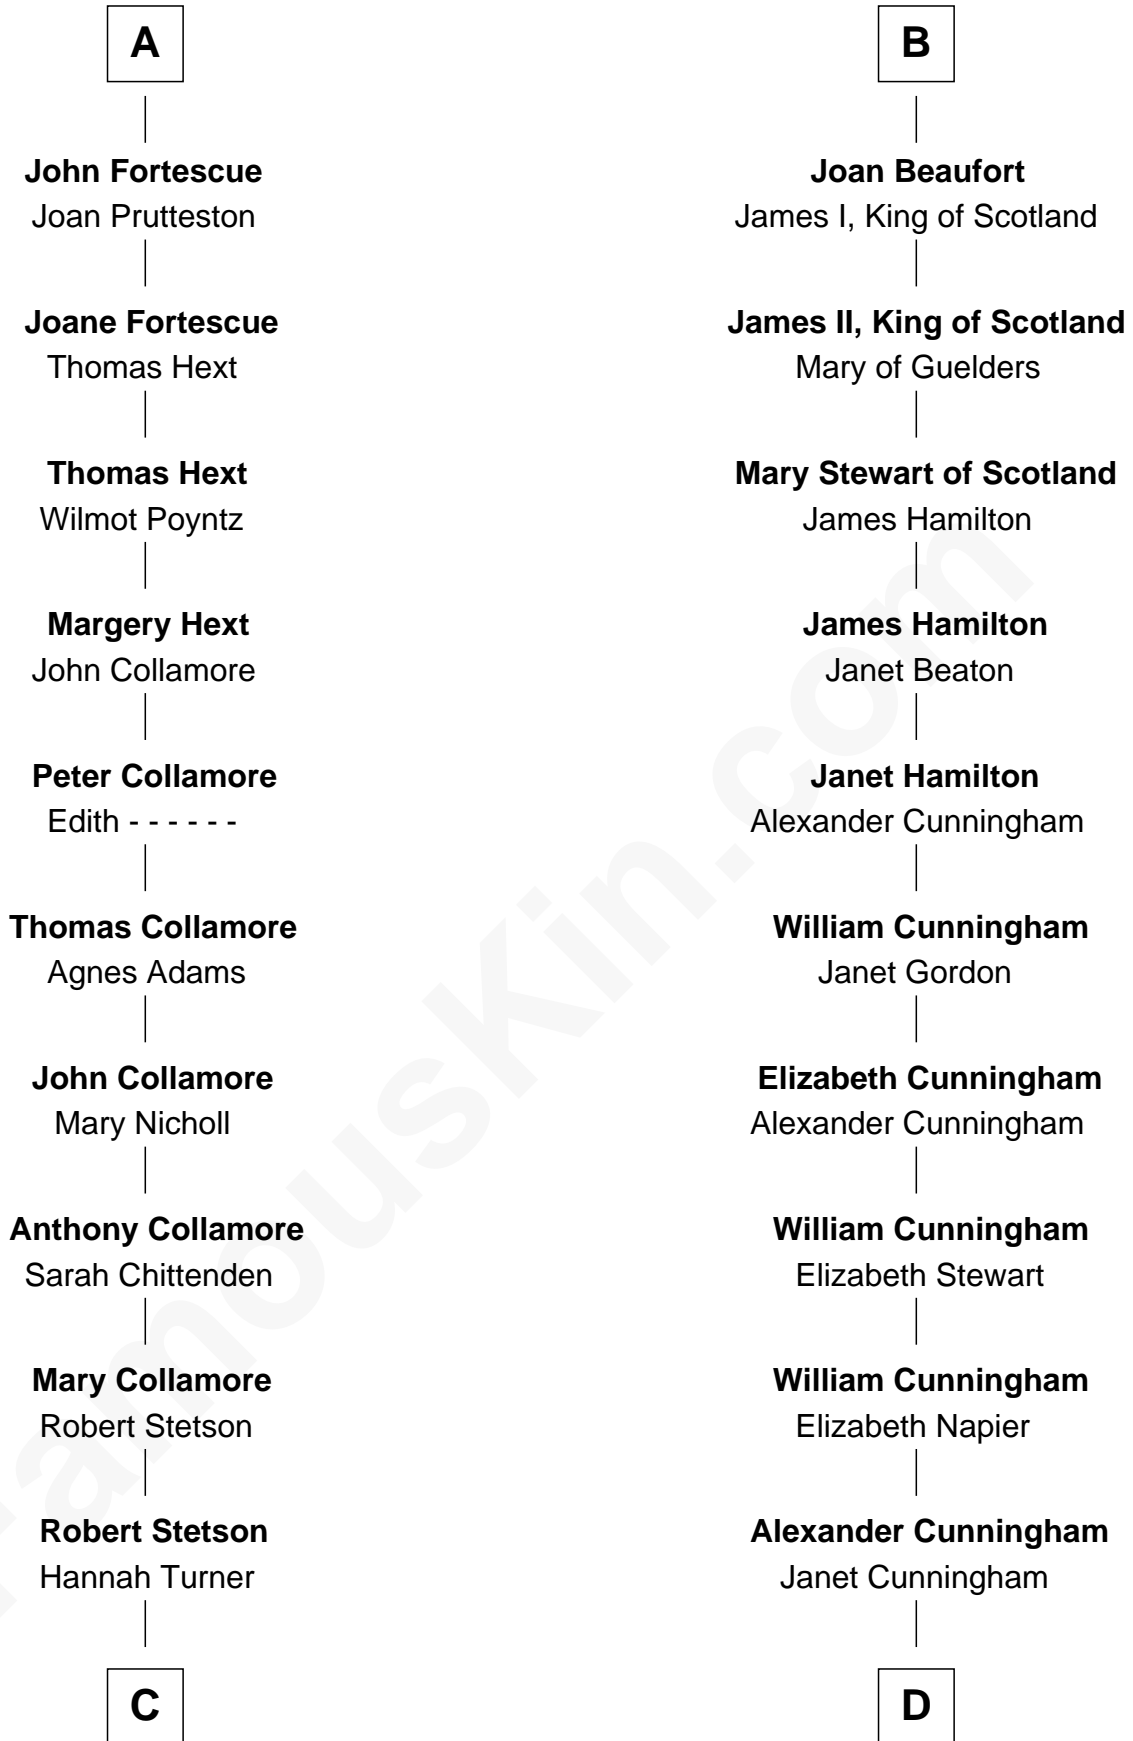 A
John Fortescue
Joan Prutteston
Joane Fortescue
Thomas Hext
Thomas Hext
Wilmot Poyntz
Margery Hext
John Collamore
Peter Collamore
Edith - - - - - -
Thomas Collamore
Agnes Adams
John Collamore
Mary Nicholl
Anthony Collamore
Sarah Chittenden
Mary Collamore
Robert Stetson
Robert Stetson
Hannah Turner
C
B
Joan Beaufort
James I, King of Scotland
James II, King of Scotland
Mary of Guelders
Mary Stewart of Scotland
James Hamilton
James Hamilton
Janet Beaton
Janet Hamilton
Alexander Cunningham
William Cunningham
Janet Gordon
Elizabeth Cunningham
Alexander Cunningham
William Cunningham
Elizabeth Stewart
William Cunningham
Elizabeth Napier
Alexander Cunningham
Janet Cunningham
D
FamousKin.com